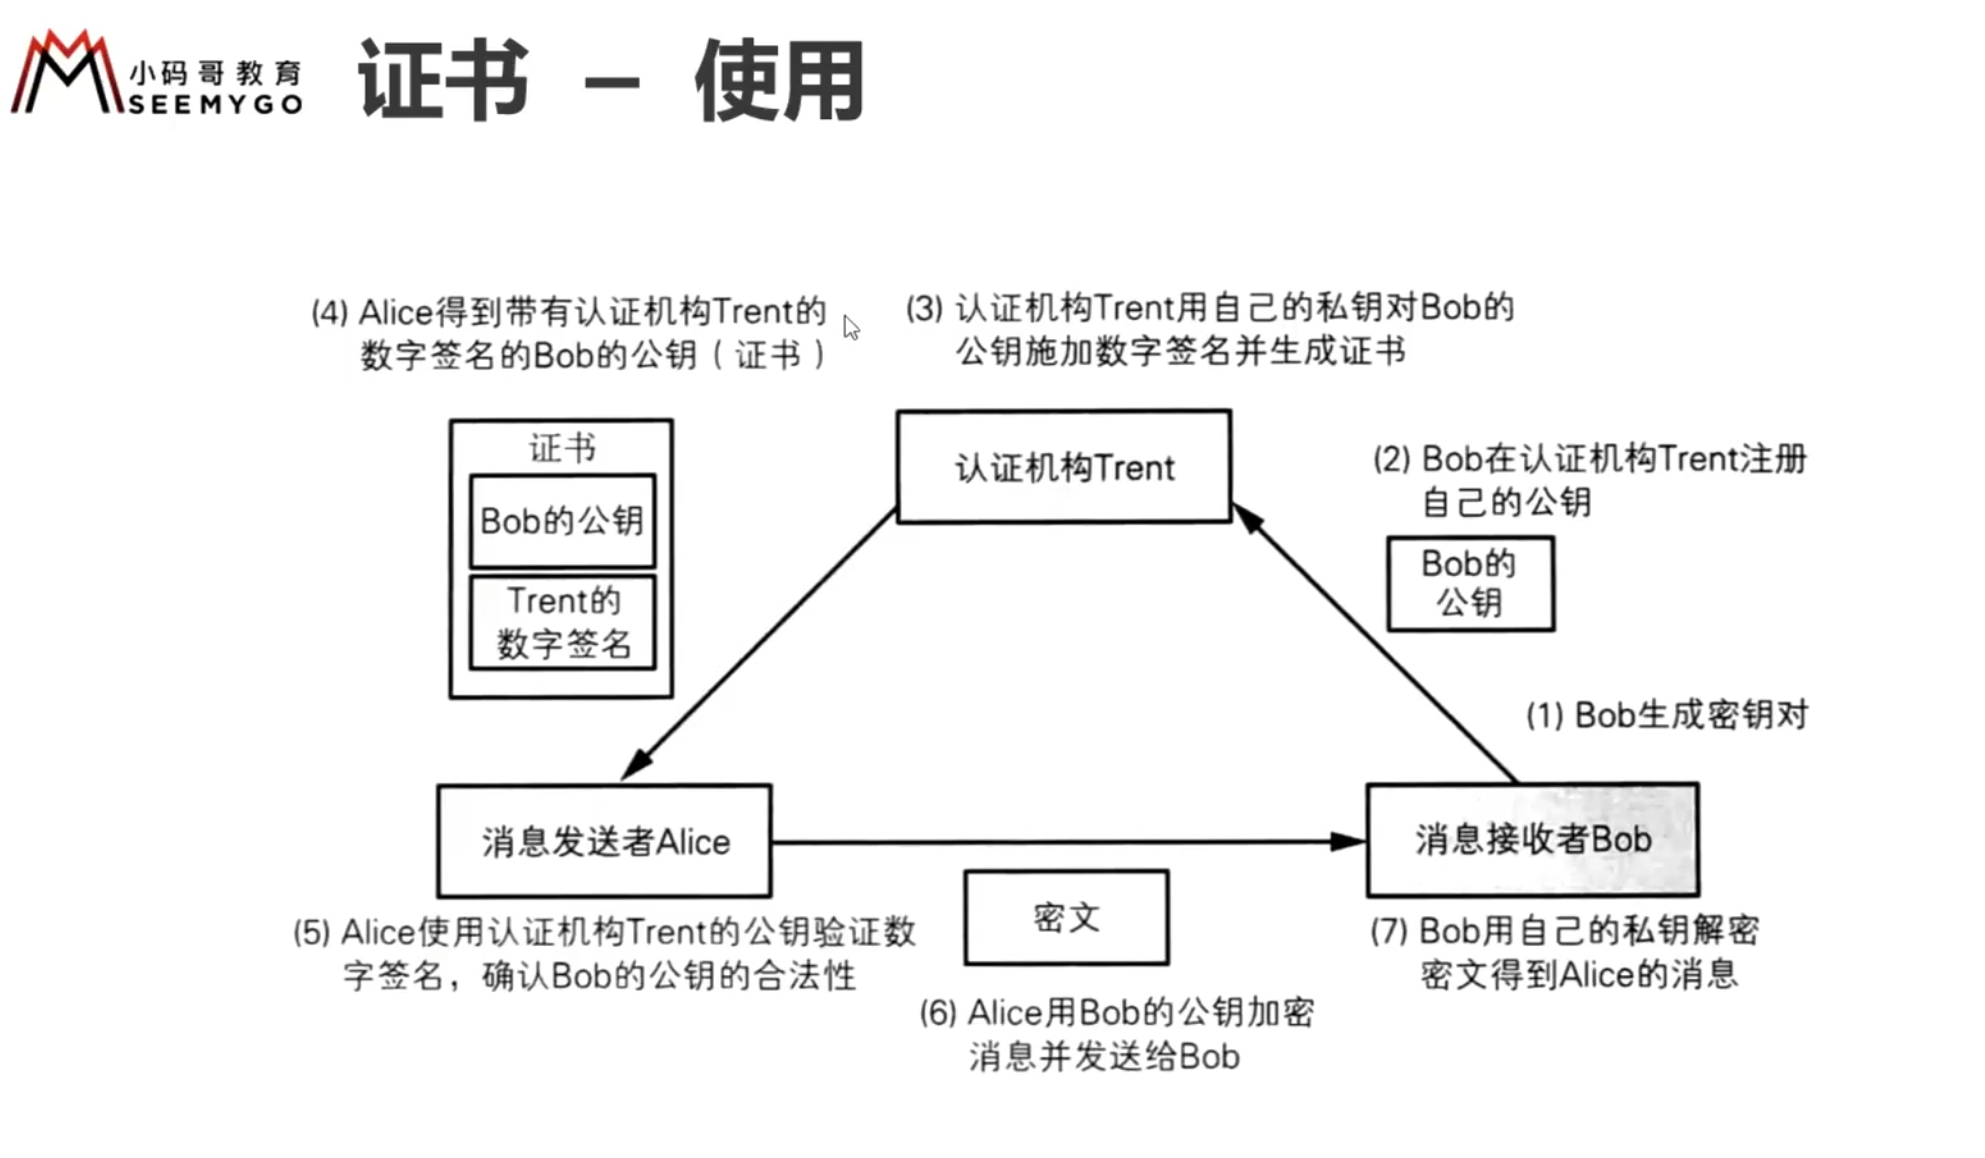 小码哥教育
SEEMYGO
证书 – 使用
(4) Alice得到带有认证机构Trent的
数字签名的Bob的公钥（证书）
(3) 认证机构Trent用自己的私钥对Bob的
公钥施加数字签名并生成证书
证书
Bob的公钥
Trent的
数字签名
认证机构Trent
(2) Bob在认证机构Trent注册
自己的公钥
Bob的
公钥
(1) Bob生成密钥对
消息发送者Alice
消息接收者Bob
(5) Alice使用认证机构Trent的公钥验证数
字签名，确认Bob的公钥的合法性
密文
(6) Alice用Bob的公钥加密
消息并发送给Bob
(7) Bob用自己的私钥解密
密文得到Alice的消息